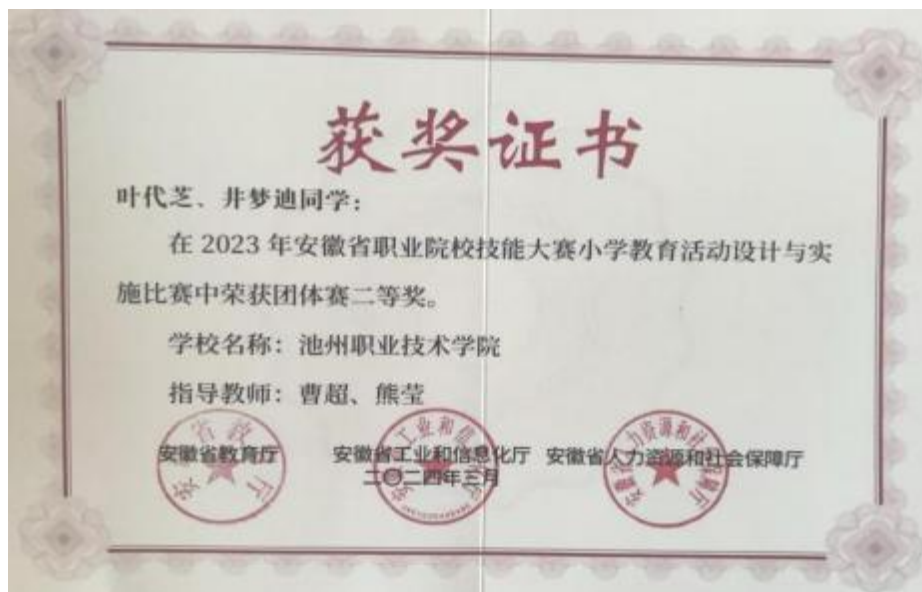 获奖证书
叶代芝、井梦迪同学：
在 2023 年安徽省职业院校技能大赛小学教育活动设计与实
施比赛中荣获团体赛二等奖。
学校名称：池州职业技术学院
指导教师：曹超、熊莹
安徽省教育厅 安徽省工业和信息化厅 安徽省人力资源和社会保障厅
二〇二四年三月